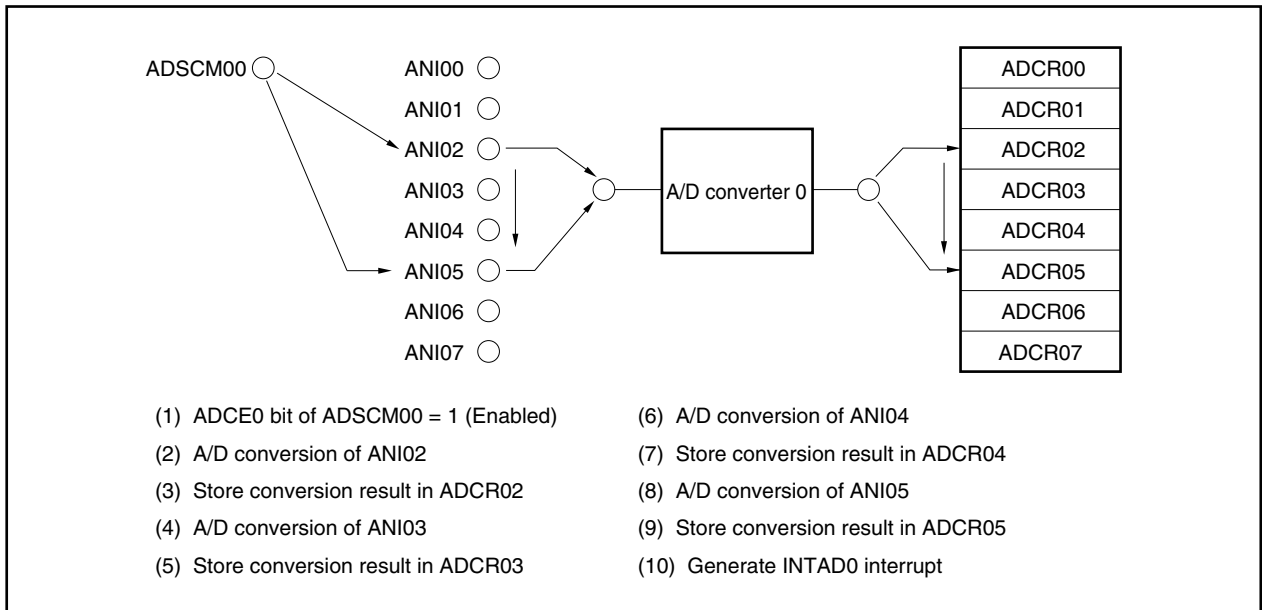 ADSCM00
ANI00
ANI01
ANI02
ANI03
ANI04
ANI05
ANI06
ANI07
A/D converter 0
ADCR00
ADCR01
ADCR02
ADCR03
ADCR04
ADCR05
ADCR06
ADCR07
(1) ADCE0 bit of ADSCM00 = 1 (Enabled)
(2) A/D conversion of ANI02
(3) Store conversion result in ADCR02
(4) A/D conversion of ANI03
(5) Store conversion result in ADCR03
(6) A/D conversion of ANI04
(7) Store conversion result in ADCR04
(8) A/D conversion of ANI05
(9) Store conversion result in ADCR05
(10) Generate INTAD0 interrupt